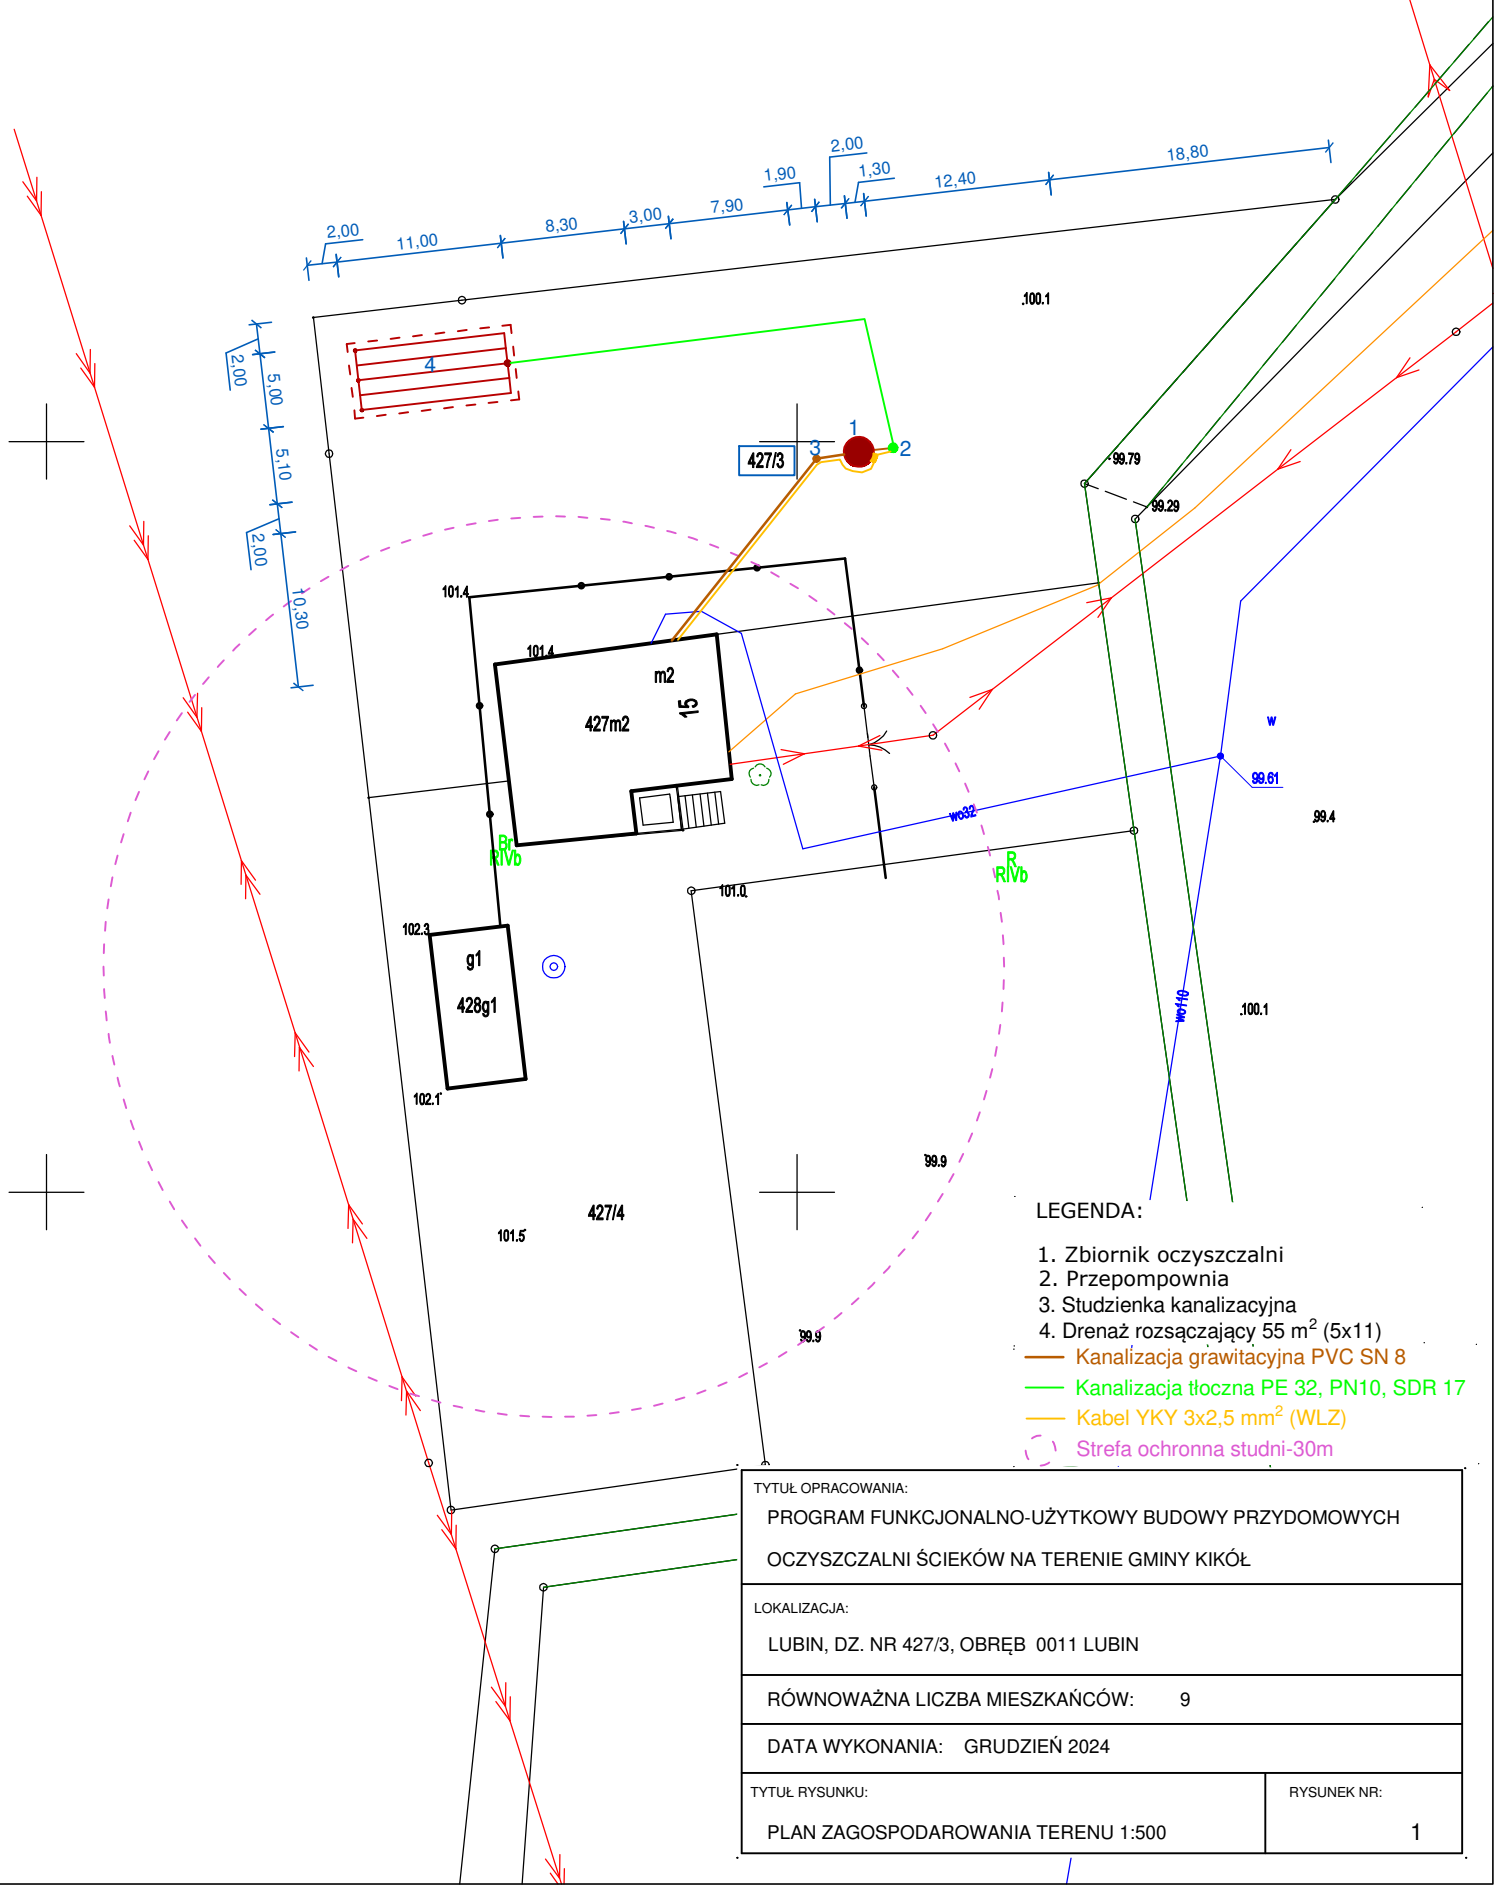 2,00
11,00
8,30
3,00
7,90
1,90
2,00
1,30
12,40
18,80
2,00
5,00
5,10
2,00
10,30
.100.1
4
1
2
3
427/3
99.79
99.29
101.4
101.4
m2
15
427m2
w
99.61
wo32
99.4
Br
RIVb
R
RIVb
101.0
102.3
g1
428g1
102.1
wo110
.100.1
99.9
427/4
101.5
99.9
LEGENDA:
1. Zbiornik oczyszczalni
2. Przepompownia
3. Studzienka kanalizacyjna
4. Drenaż rozsączający 55 m² (5x11)
Kanalizacja grawitacyjna PVC SN 8
Kanalizacja tłoczna PE 32, PN10, SDR 17
Kabel YKY 3x2,5 mm² (WLZ)
Strefa ochronna studni-30m
TYTUŁ OPRACOWANIA:
PROGRAM FUNKCJONALNO-UŻYTKOWY BUDOWY PRZYDOMOWYCH
OCZYSZCZALNI ŚCIEKÓW NA TERENIE GMINY KIKÓŁ
LOKALIZACJA:
LUBIN, DZ. NR 427/3, OBRĘB 0011 LUBIN
RÓWNOWAŻNA LICZBA MIESZKAŃCÓW: 9
DATA WYKONANIA: GRUDZIEŃ 2024
TYTUŁ RYSUNKU:
RYSUNEK NR:
PLAN ZAGOSPODAROWANIA TERENU 1:500
1